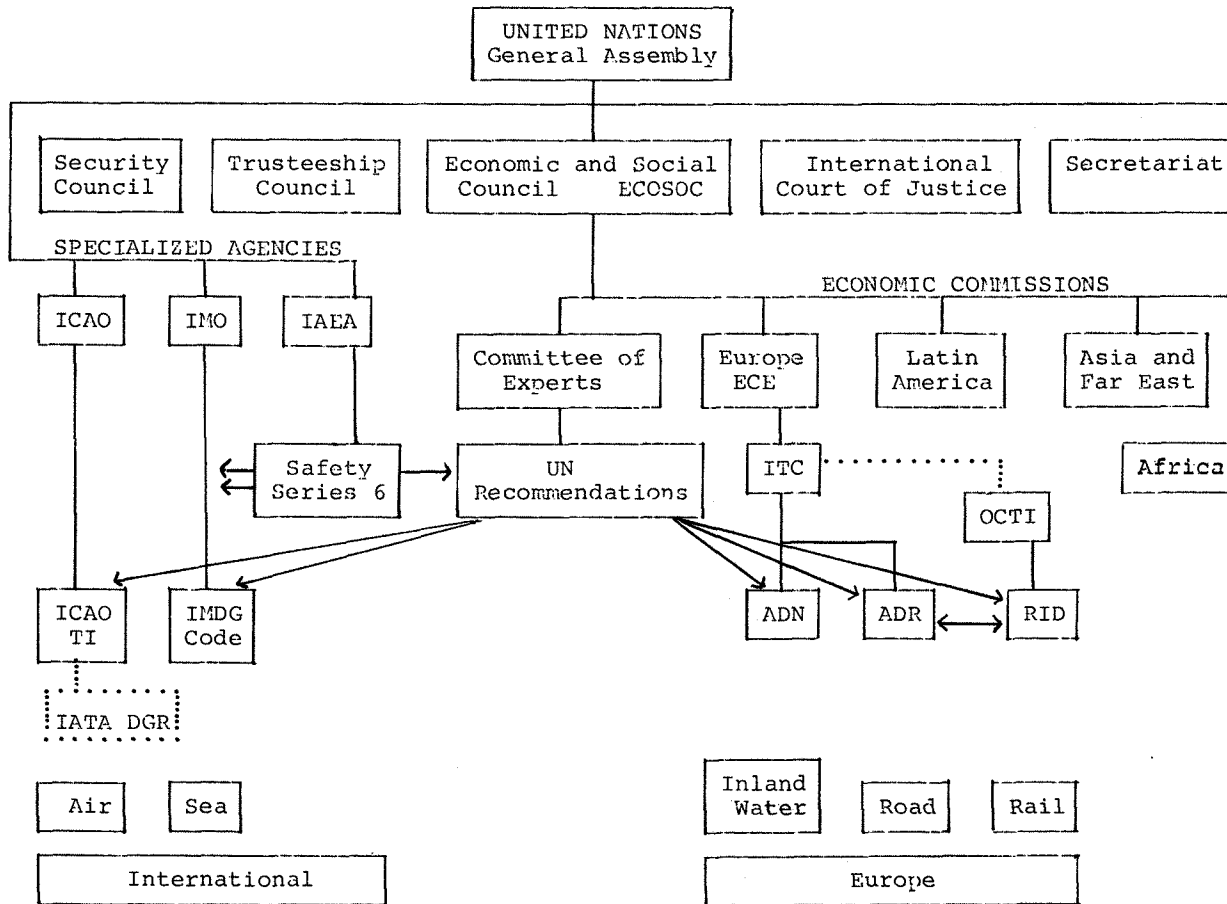 UNITED NATIONS
General Assembly
Security
Council
Trusteeship
Council
Economic and Social
Council ECOSOC
International
Court of Justice
Secretariat
SPECIALIZED AGENCIES
ECONOMIC COMMISSIONS
ICAO
IMO
IAEA
Committee of
Experts
Europe
ECE
Latin
America
Asia and
Far East
Safety
Series 6
UN
Recommendations
ITC
Africa
OCTI
ICAO
TI
IMDG
Code
ADN
ADR
RID
IATA DGR
Air
Sea
Inland
Water
Road
Rail
International
Europe